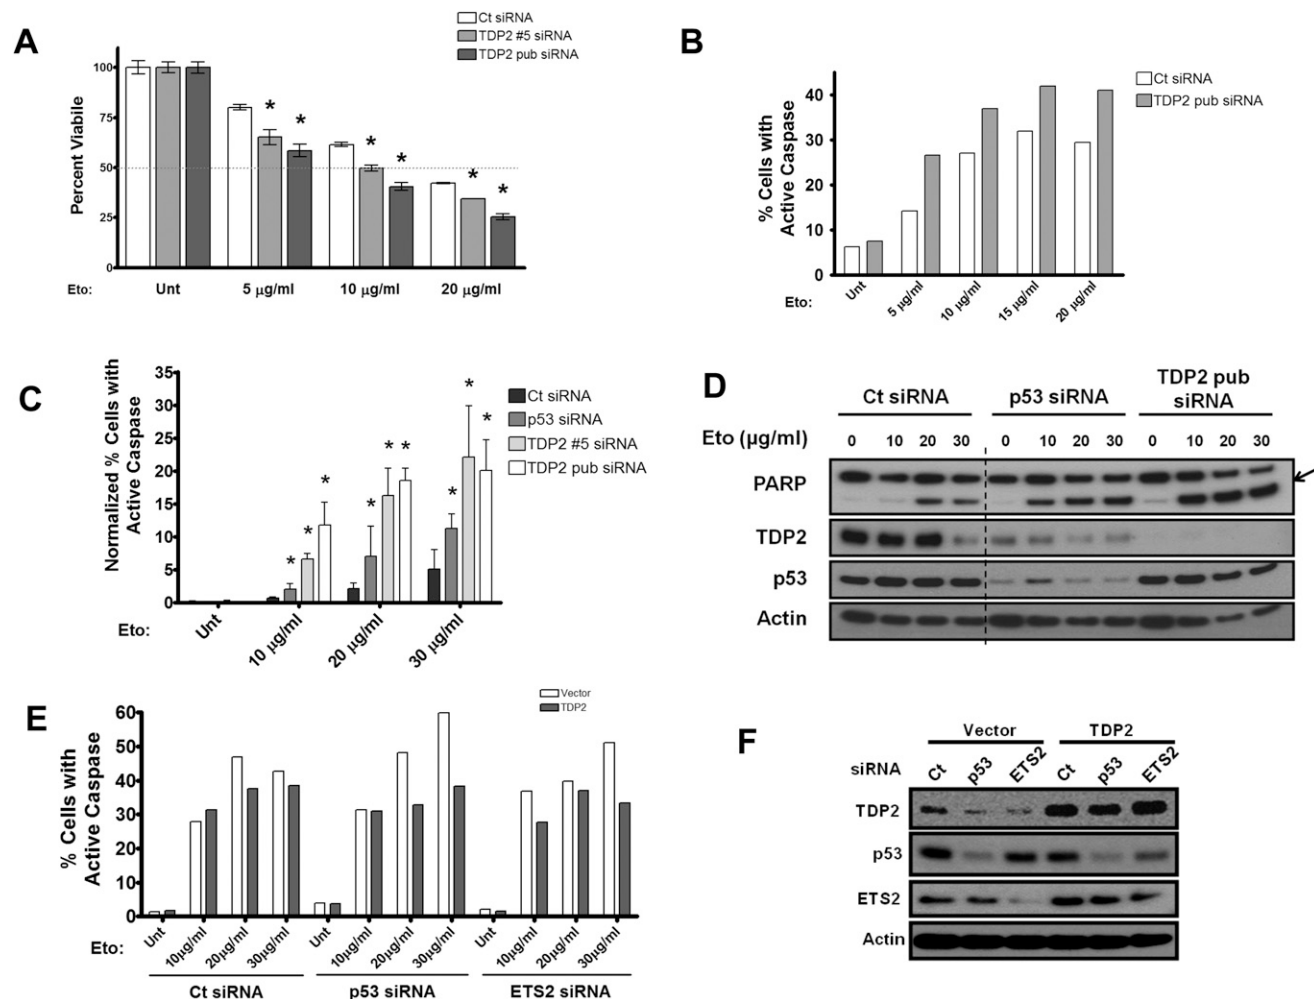 A
Ct siRNA
TDP2 #5 siRNA
TDP2 pub siRNA
Percent Viabile
100
75
50
25
0
Eto: Unt 5 μg/ml 10 μg/ml 20 μg/ml
* * * * * *
B
Ct siRNA
TDP2 pub siRNA
% Cells with
Active Caspase
40
30
20
10
0
Eto: Unt 5 μg/ml 10 μg/ml 15 μg/ml 20 μg/ml
C
Ct siRNA
p53 siRNA
TDP2 #5 siRNA
TDP2 pub siRNA
Normalized % Cells with
Active Caspase
35
30
25
20
15
10
5
0
* * * * * * * * *
Eto: Unt 10 μg/ml 20 μg/ml 30 μg/ml
D
Ct siRNA p53 siRNA TDP2 pub
siRNA
Eto (μg/ml) 0 10 20 30 0 10 20 30 0 10 20 30
PARP
TDP2
p53
Actin
E
Vector
TDP2
% Cells with
Active Caspase
60
50
40
30
20
10
0
Eto: Unt 10μg/ml 20μg/ml 30μg/ml Unt 10μg/ml 20μg/ml 30μg/ml Unt 10μg/ml 20μg/ml 30μg/ml
Ct siRNA p53 siRNA ETS2 siRNA
F
Vector TDP2
siRNA Ct p53 ETS2 Ct p53 ETS2
TDP2
p53
ETS2
Actin